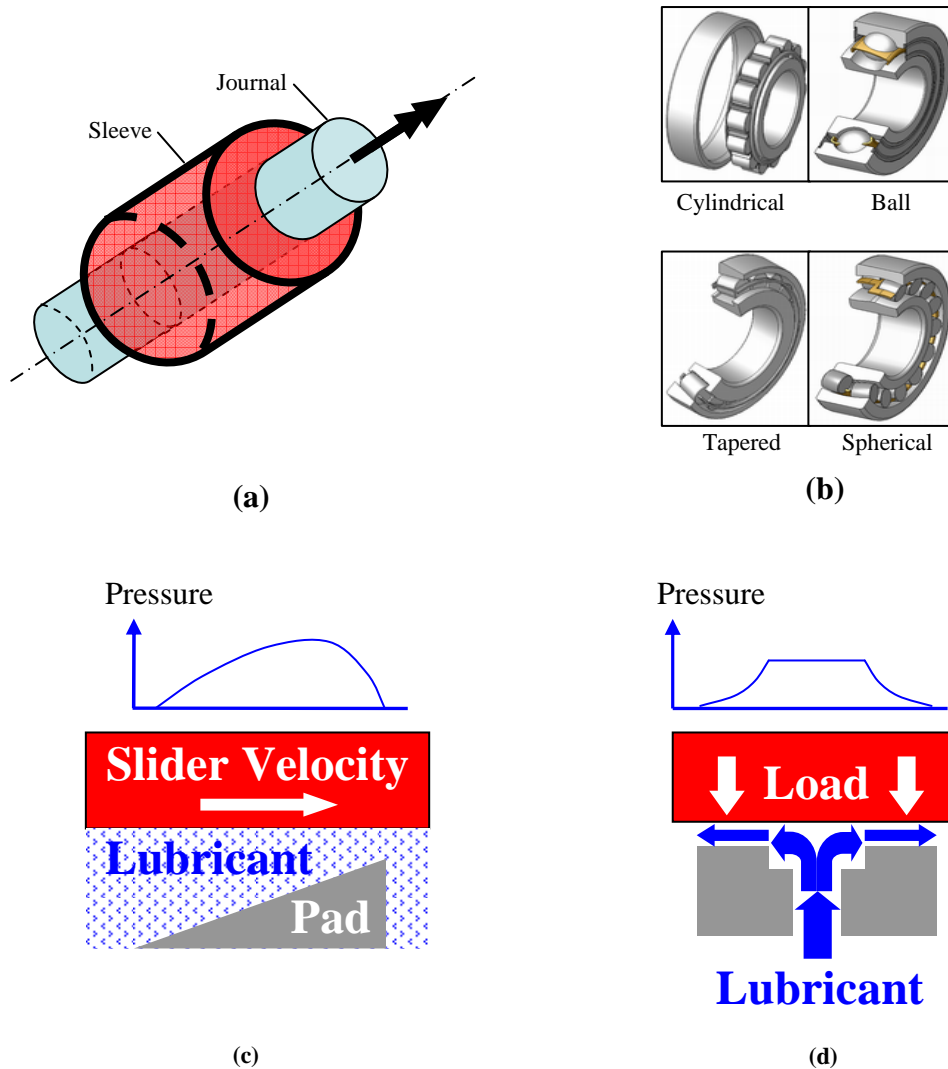 Journal
Sleeve
(a)
Cylindrical
Ball
Tapered
Spherical
(b)
Pressure
Slider Velocity
Lubricant
Pad
(c)
Pressure
Load
Lubricant
(d)